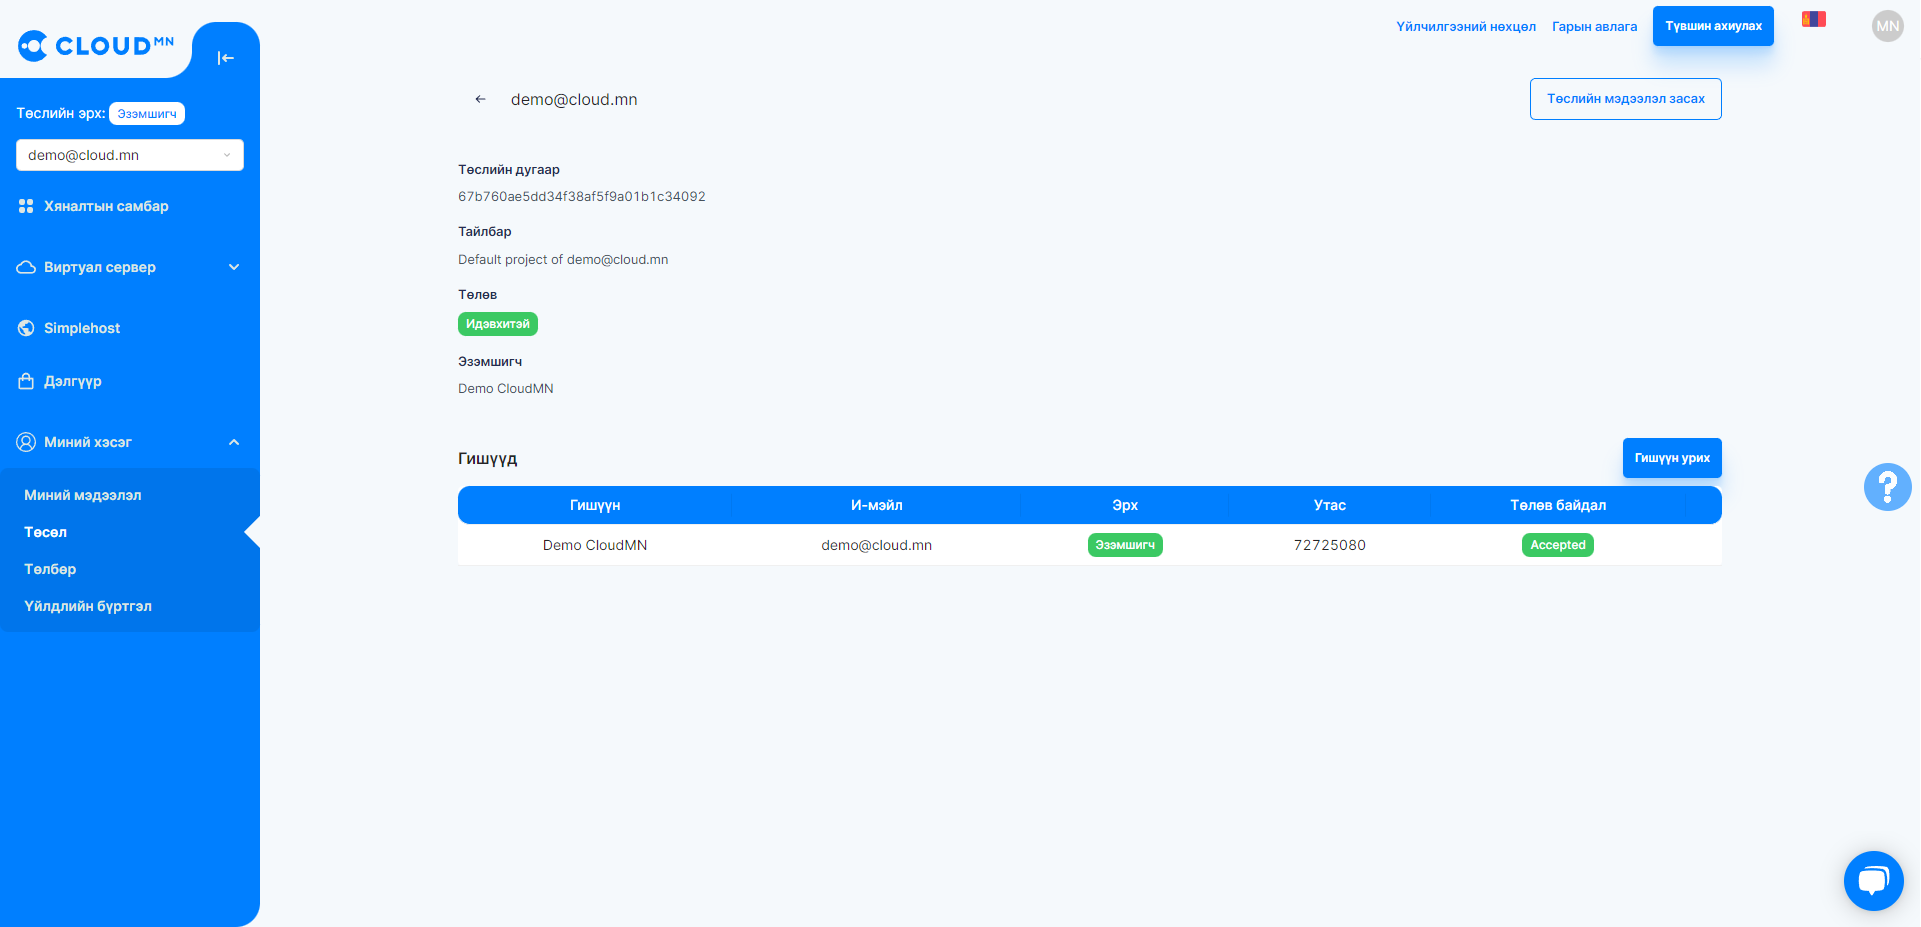 CLOUD MN
Төслийн эрх: Эзэмшигч
demo@cloud.mn
Хяналтын самбар
Виртуал сервер
Simplehost
Дэлгүүр
Миний хэсэг
Миний мэдээлэл
Төсөл
Төлбөр
Үйлдлийн бүртгэл
Үйлчилгээний нөхцөл Гарын авлага Түвшин ахиулах MN
demo@cloud.mn Төслийн мэдээлэл засах
Төслийн дугаар
67b760ae5dd34f38af5f9a01b1c34092
Тайлбар
Default project of demo@cloud.mn
Төлөв
Идэвхитэй
Эзэмшигч
Demo CloudMN
Гишүүд Гишүүн урих
Гишүүн И-мэйл Эрх Утас Төлөв байдал
Demo CloudMN demo@cloud.mn Эзэмшигч 72725080 Accepted
?